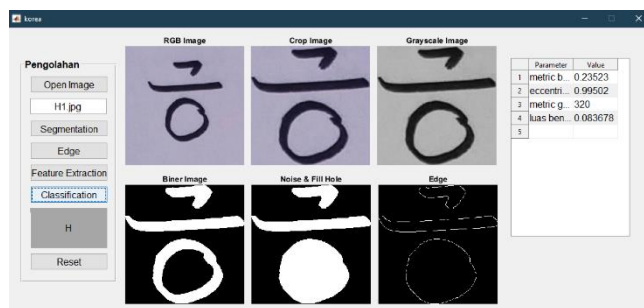 korea
Pengolahan
Open Image
H1.jpg
Segmentation
Edge
Feature Extraction
Classification
H
Reset
RGB Image Crop Image Grayscale Image
ㅎ ㅎ ㅎ
Biner Image Noise & Fill Hole Edge
ㅎ ㅎ ㅎ
Parameter Value
1 metric b... 0.23523
2 eccentri... 0.99502
3 metric g... 320
4 luas ben... 0.083678
5